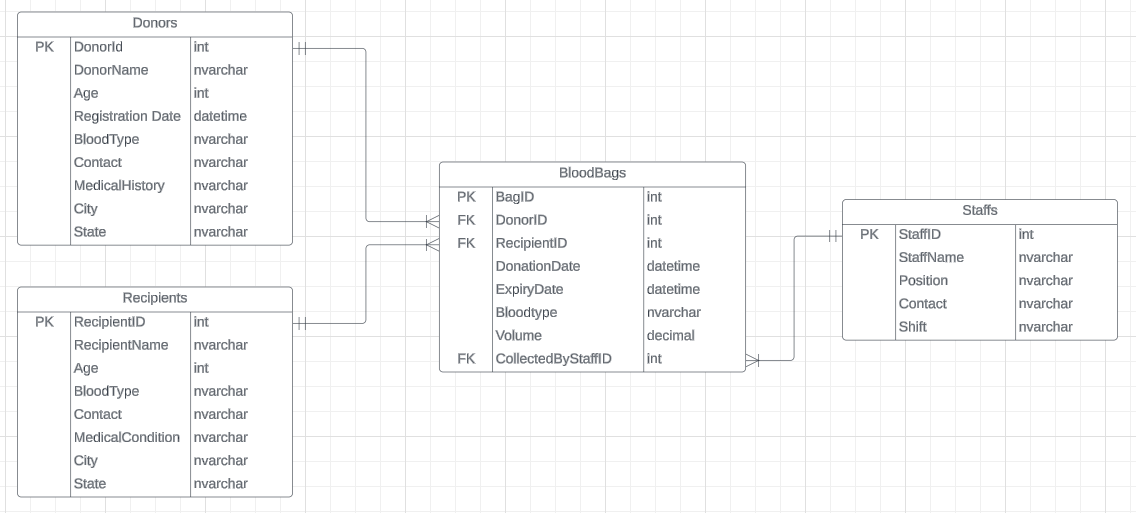 Donors
PK DonorId int
DonorName nvarchar
Age int
Registration Date datetime
BloodType nvarchar
Contact nvarchar
MedicalHistory nvarchar
City nvarchar
State nvarchar
Recipients
PK RecipientID int
RecipientName nvarchar
Age int
BloodType nvarchar
Contact nvarchar
MedicalCondition nvarchar
City nvarchar
State nvarchar
BloodBags
PK BagID int
FK DonorID int
FK RecipientID int
DonationDate datetime
ExpiryDate datetime
Bloodtype nvarchar
Volume decimal
FK CollectedByStaffID int
Staffs
PK StaffID int
StaffName nvarchar
Position nvarchar
Contact nvarchar
Shift nvarchar